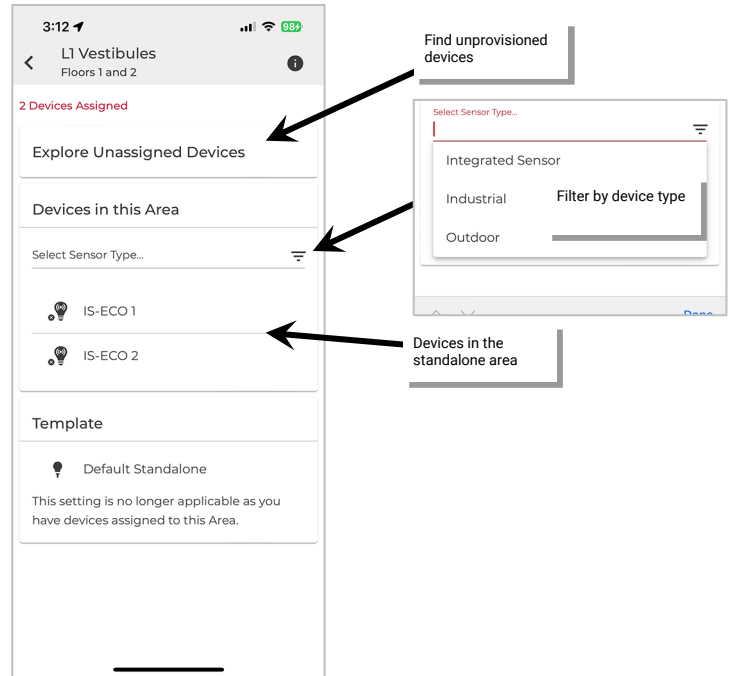 3:12
98
L1 Vestibules
Floors 1 and 2
2 Devices Assigned
Explore Unassigned Devices
Devices in this Area
Select Sensor Type...
IS-ECO 1
IS-ECO 2
Template
Default Standalone
This setting is no longer applicable as you
have devices assigned to this Area.
Find unprovisioned
devices
Select Sensor Type...
Integrated Sensor
Industrial
Outdoor
Filter by device type
Done
Devices in the
standalone area